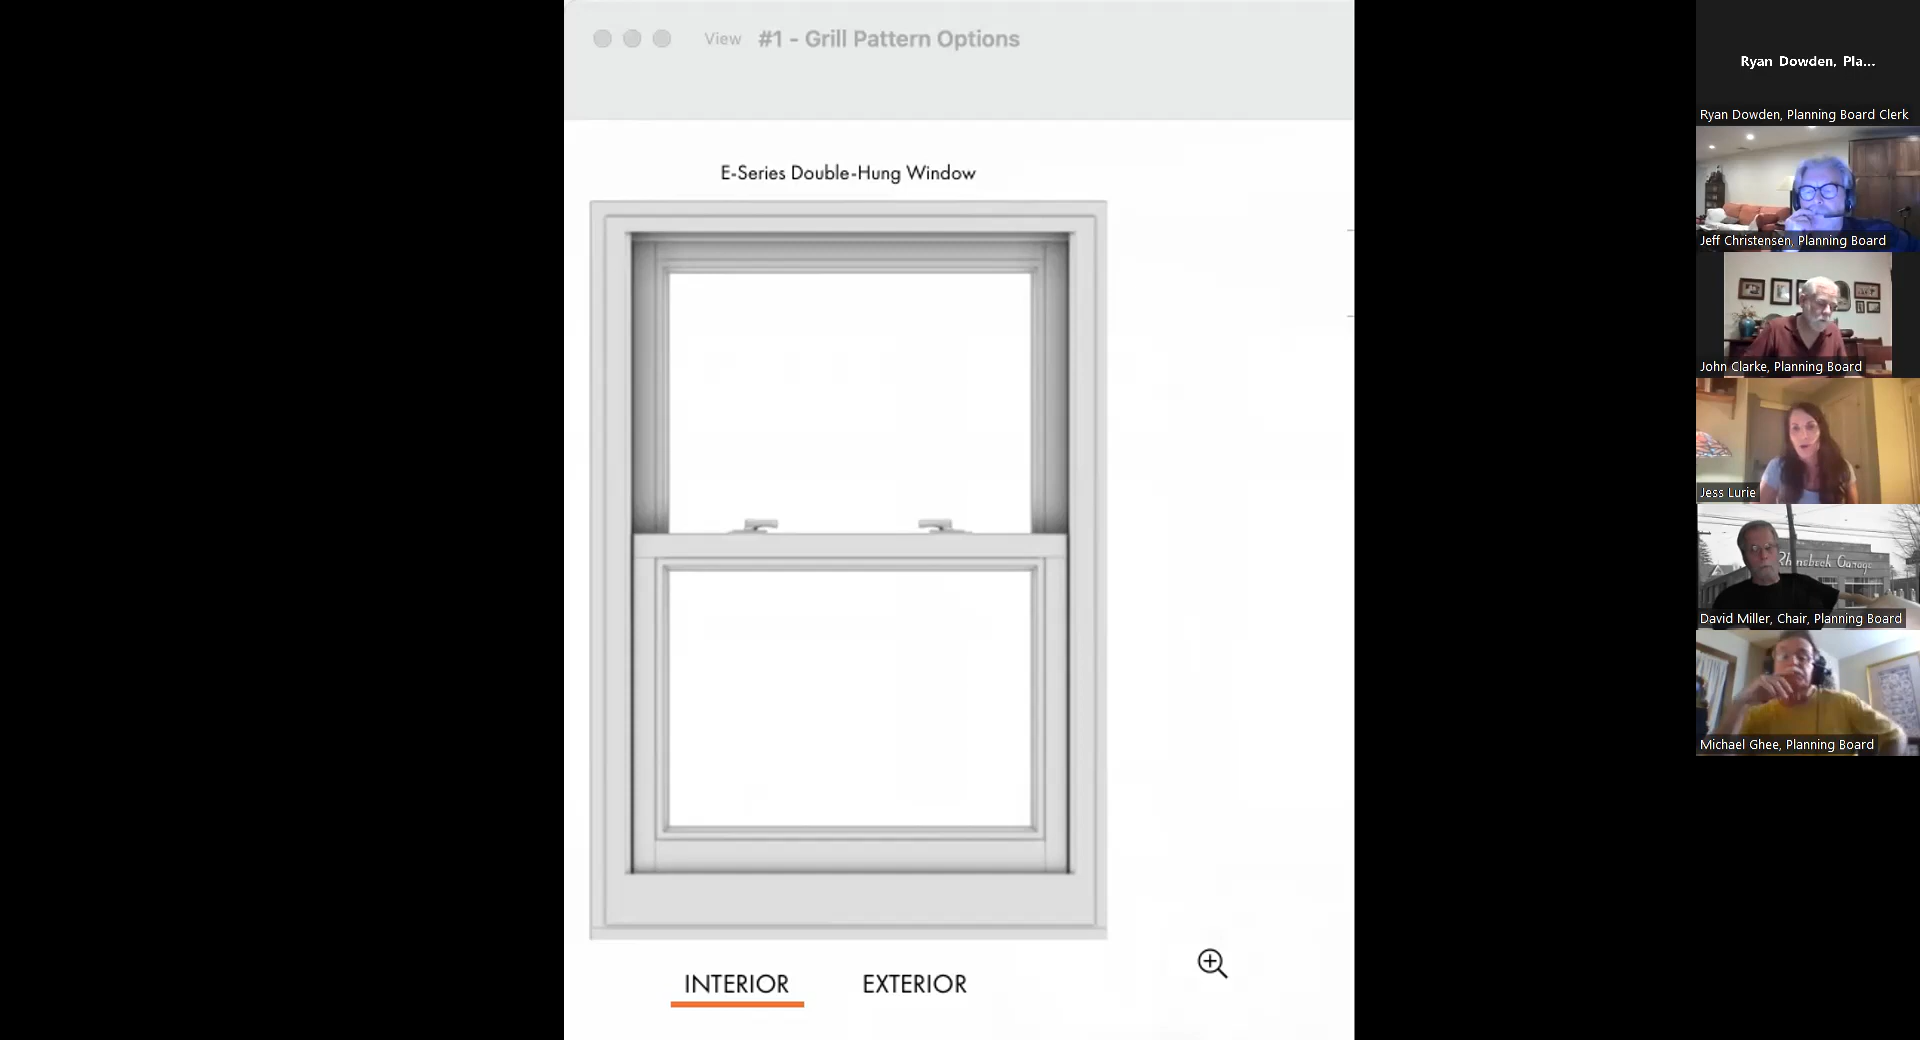 View #1 - Grill Pattern Options
E-Series Double-Hung Window
INTERIOR EXTERIOR
Ryan Dowden, Pla...
Ryan Dowden, Planning Board Clerk
Jeff Christensen, Planning Board
John Clarke, Planning Board
Jess Lurie
Rhinebeck Garage
David Miller, Chair, Planning Board
Michael Ghee, Planning Board